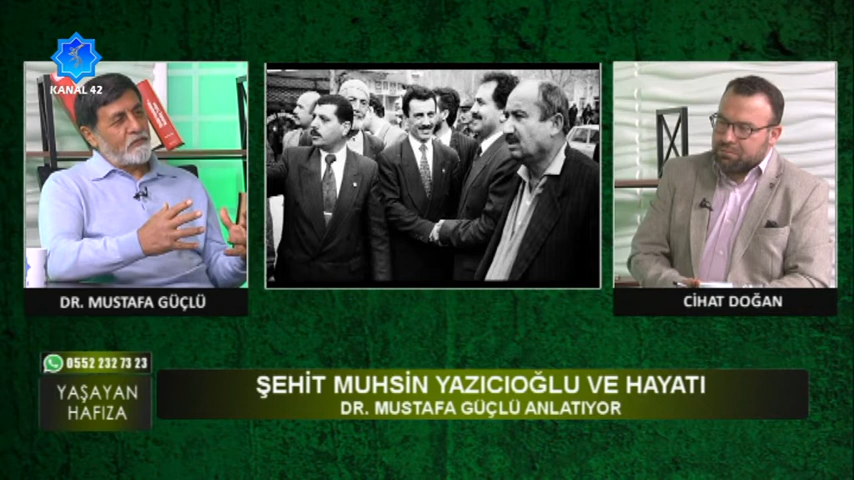 KANAL 42
DR. MUSTAFA GÜÇLÜ
CİHAT DOĞAN
0552 232 73 23
YAŞAYAN
HAFIZA
ŞEHİT MUHSİN YAZICIOĞLU VE HAYATI
DR. MUSTAFA GÜÇLÜ ANLATIYOR